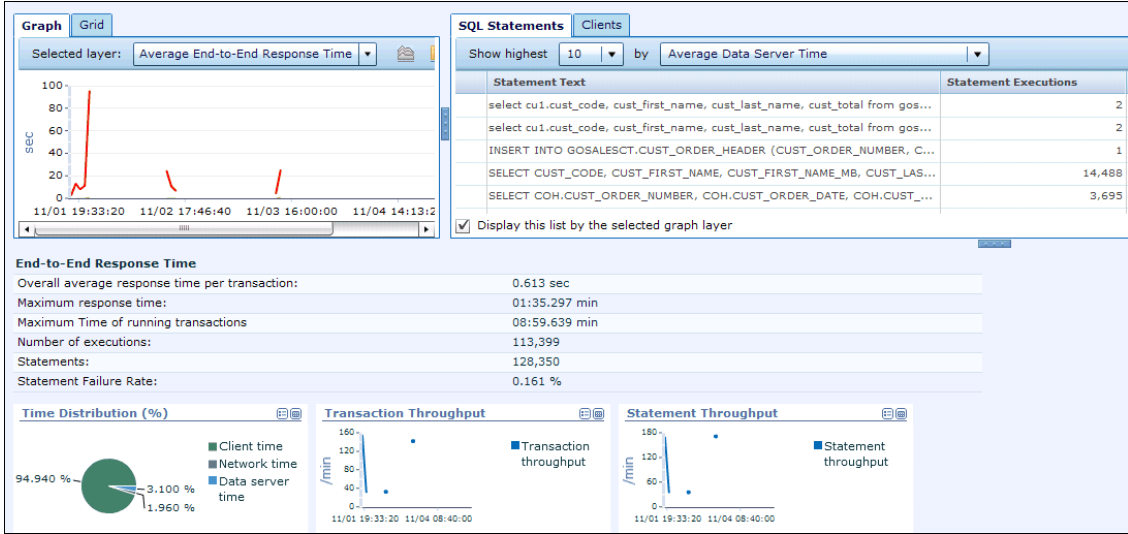 Graph Grid
Selected layer: Average End-to-End Response Time
sec
100
80
60
40
20
0
11/01 19:33:20 11/02 17:46:40 11/03 16:00:00 11/04 14:13:2
SQL Statements Clients
Show highest 10 by Average Data Server Time
Statement Text Statement Executions
select cu1.cust_code, cust_first_name, cust_last_name, cust_total from gos... 2
select cu1.cust_code, cust_first_name, cust_last_name, cust_total from gos... 2
INSERT INTO GOSALESCT.CUST_ORDER_HEADER (CUST_ORDER_NUMBER, C... 1
SELECT CUST_CODE, CUST_FIRST_NAME, CUST_FIRST_NAME_MB, CUST_LAS... 14,488
SELECT COH.CUST_ORDER_NUMBER, COH.CUST_ORDER_DATE, COH.CUST_... 3,695
Display this list by the selected graph layer
End-to-End Response Time
Overall average response time per transaction: 0.613 sec
Maximum response time: 01:35.297 min
Maximum Time of running transactions 08:59.639 min
Number of executions: 113,399
Statements: 128,350
Statement Failure Rate: 0.161 %
Time Distribution (%)
94.940 %
3.100 %
1.960 %
Client time
Network time
Data server
time
Transaction Throughput
/min
160
120
80
40
0
11/01 19:33:20 11/04 08:40:00
Transaction
throughput
Statement Throughput
/min
180
120
60
0
11/01 19:33:20 11/04 08:40:00
Statement
throughput